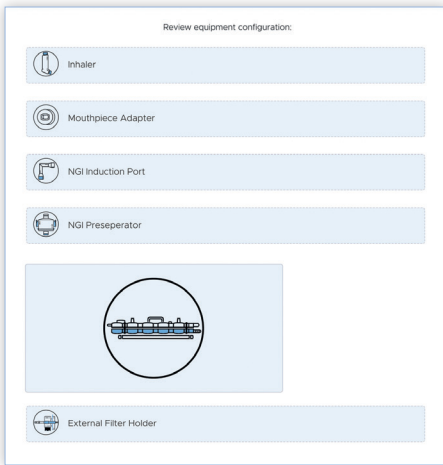 Review equipment configuration:
Inhaler
Mouthpiece Adapter
NGI Induction Port
NGI Preseperator
External Filter Holder